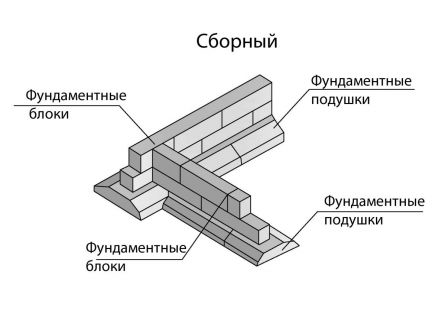 Сборный
Фундаментные
блоки
Фундаментные
подушки
Фундаментные
подушки
Фундаментные
блоки